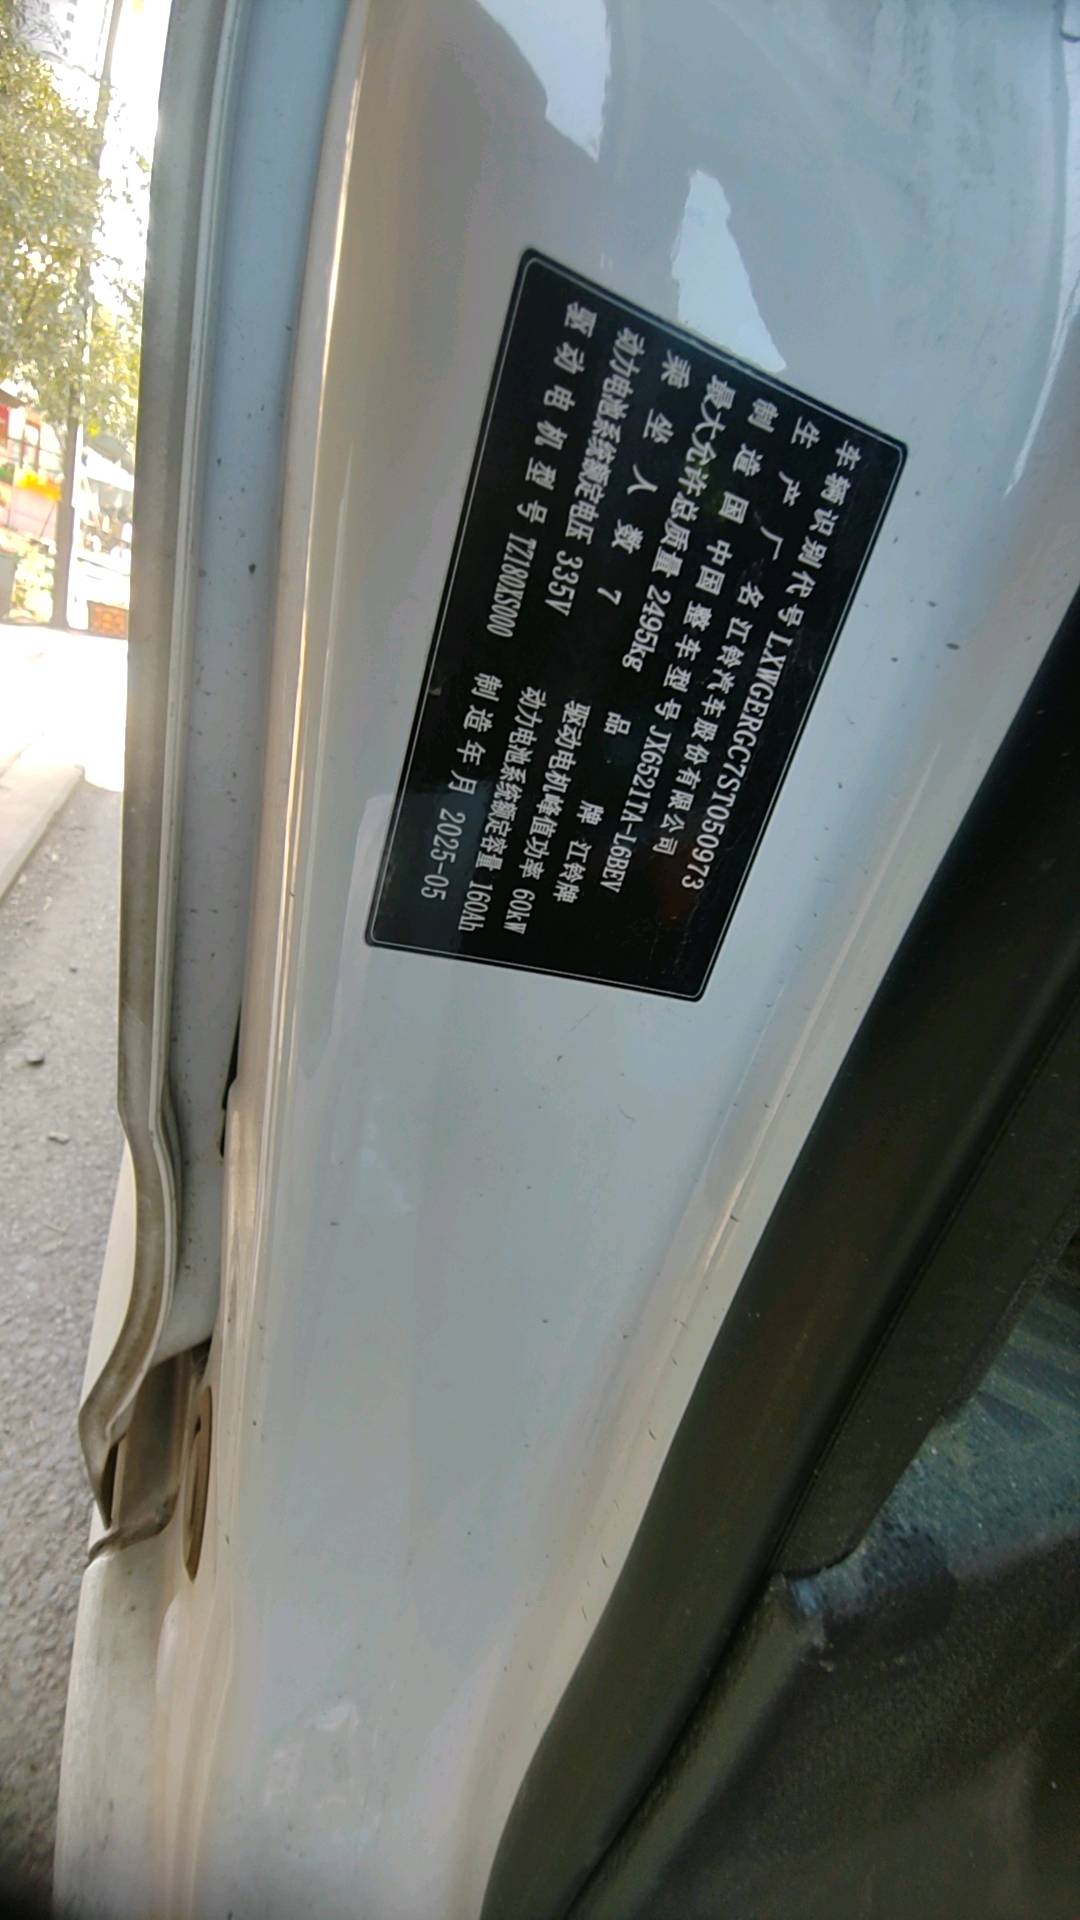 车辆识别代号 LXWGERGC7ST050973
生产厂名 江铃汽车股份有限公司
制造国 中国 整车型号 JX6521TA-L6BEV
最大允许总质量 2495kg 品牌 江铃牌
乘坐人数 7 驱动电机峰值功率 60kW
动力电池系统额定电压 335V 动力电池系统额定容量 160Ah
驱动电机型号 TZ180XS000 制造年月 2025-05